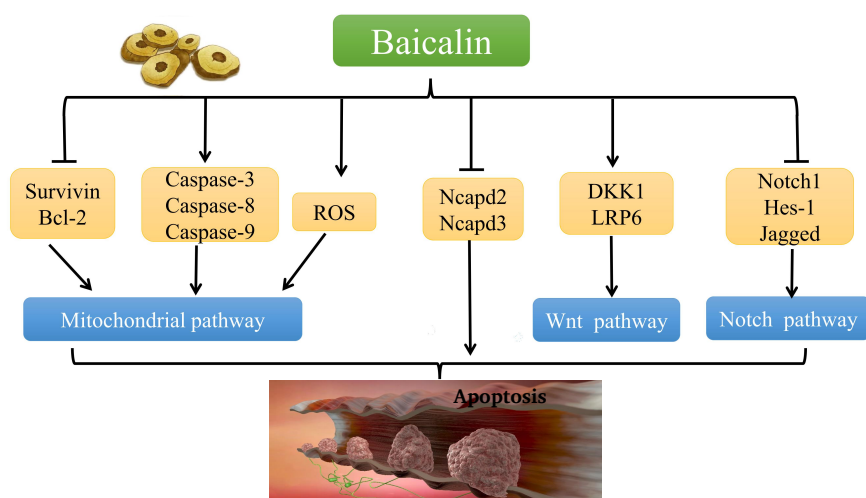 Baicalin
Survivin
Bcl-2
Caspase-3
Caspase-8
Caspase-9
ROS
Ncapd2
Ncapd3
DKK1
LRP6
Notch1
Hes-1
Jagged
Mitochondrial pathway
Wnt pathway
Notch pathway
Apoptosis